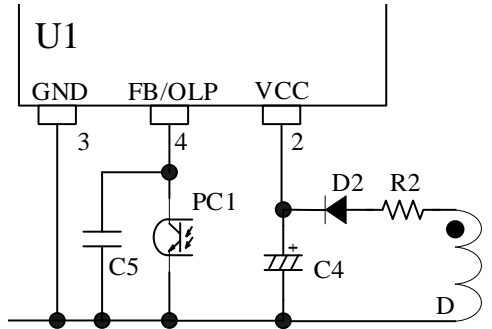 U1
GND FB/OLP VCC
3 4 2
D2 R2
PC1
+
C5 C4
D